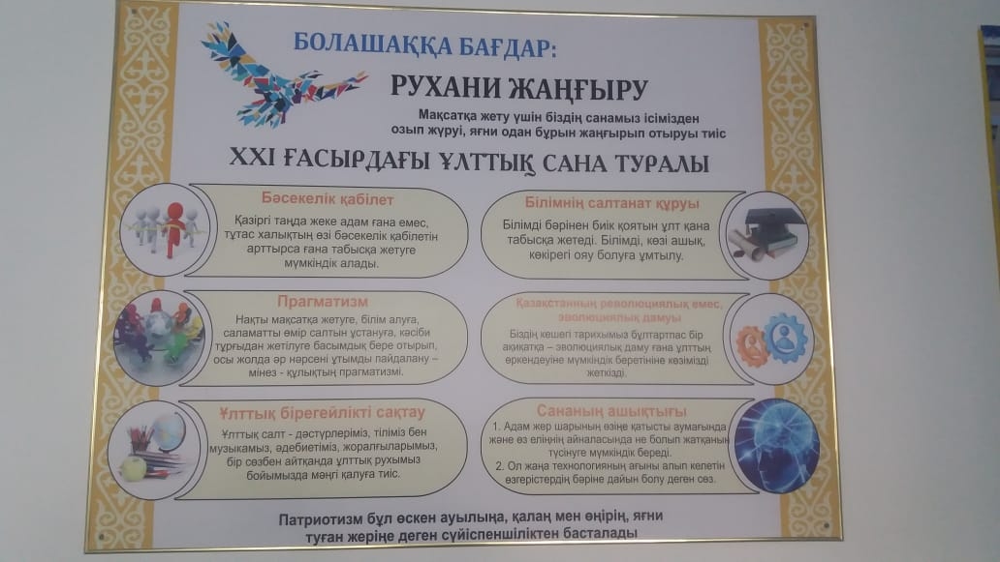 БОЛАШАҚҚА БАҒДАР:
РУХАНИ ЖАҢҒЫРУ
Мақсатқа жету үшін біздің санамыз ісімізден
озып жүруі, яғни одан бұрын жаңғырып отыруы тиіс
XXI ҒАСЫРДАҒЫ ҰЛТТЫҚ САНА ТУРАЛЫ
Бәсекелік қабілет
Қазіргі таңда жеке адам ғана емес,
тұтас халықтың өзі бәсекелік қабілетін
арттырса ғана табысқа жетуге
мүмкіндік алады.
Білімнің салтанат құруы
Білімді бәрінен биік қоятын ұлт қана
табысқа жетеді. Білімді, көзі ашық,
көкірегі ояу болуға ұмтылу.
Прагматизм
Нақты мақсатқа жетуге, білім алуға,
саламатты өмір салтын ұстануға, кәсіби
тұрғыдан жетілуге басымдық бере отырып,
осы жолда әр нәрсені ұтымды пайдалану –
мінез - құлықтың прагматизмі.
Қазақстанның революциялық емес,
эволюциялық дамуы
Біздің кешегі тарихымыз бұлтартпас бір
ақиқатқа – эволюциялық даму ғана ұлттың
өркендеуіне мүмкіндік беретініне көзімізді
жеткізді.
Ұлттық бірегейлікті сақтау
Ұлттық салт - дәстүрлеріміз, тіліміз бен
музыкамыз, әдебиетіміз, жоралғыларымыз,
бір сөзбен айтқанда ұлттық рухымыз
бойымызда мәңгі қалуға тиіс.
Сананың ашықтығы
1. Адам жер шарының өзіңе қатысты аумағында
және өз еліңнің айналасында не болып жатқанын
түсінуге мүмкіндік береді.
2. Ол жаңа технологияның ағыны алып келетін
өзгерістердің бәріне дайын болу деген сөз.
Патриотизм бұл өскен ауылыңа, қалаң мен өңірің, яғни
туған жеріңе деген сүйіспеншіліктен басталады